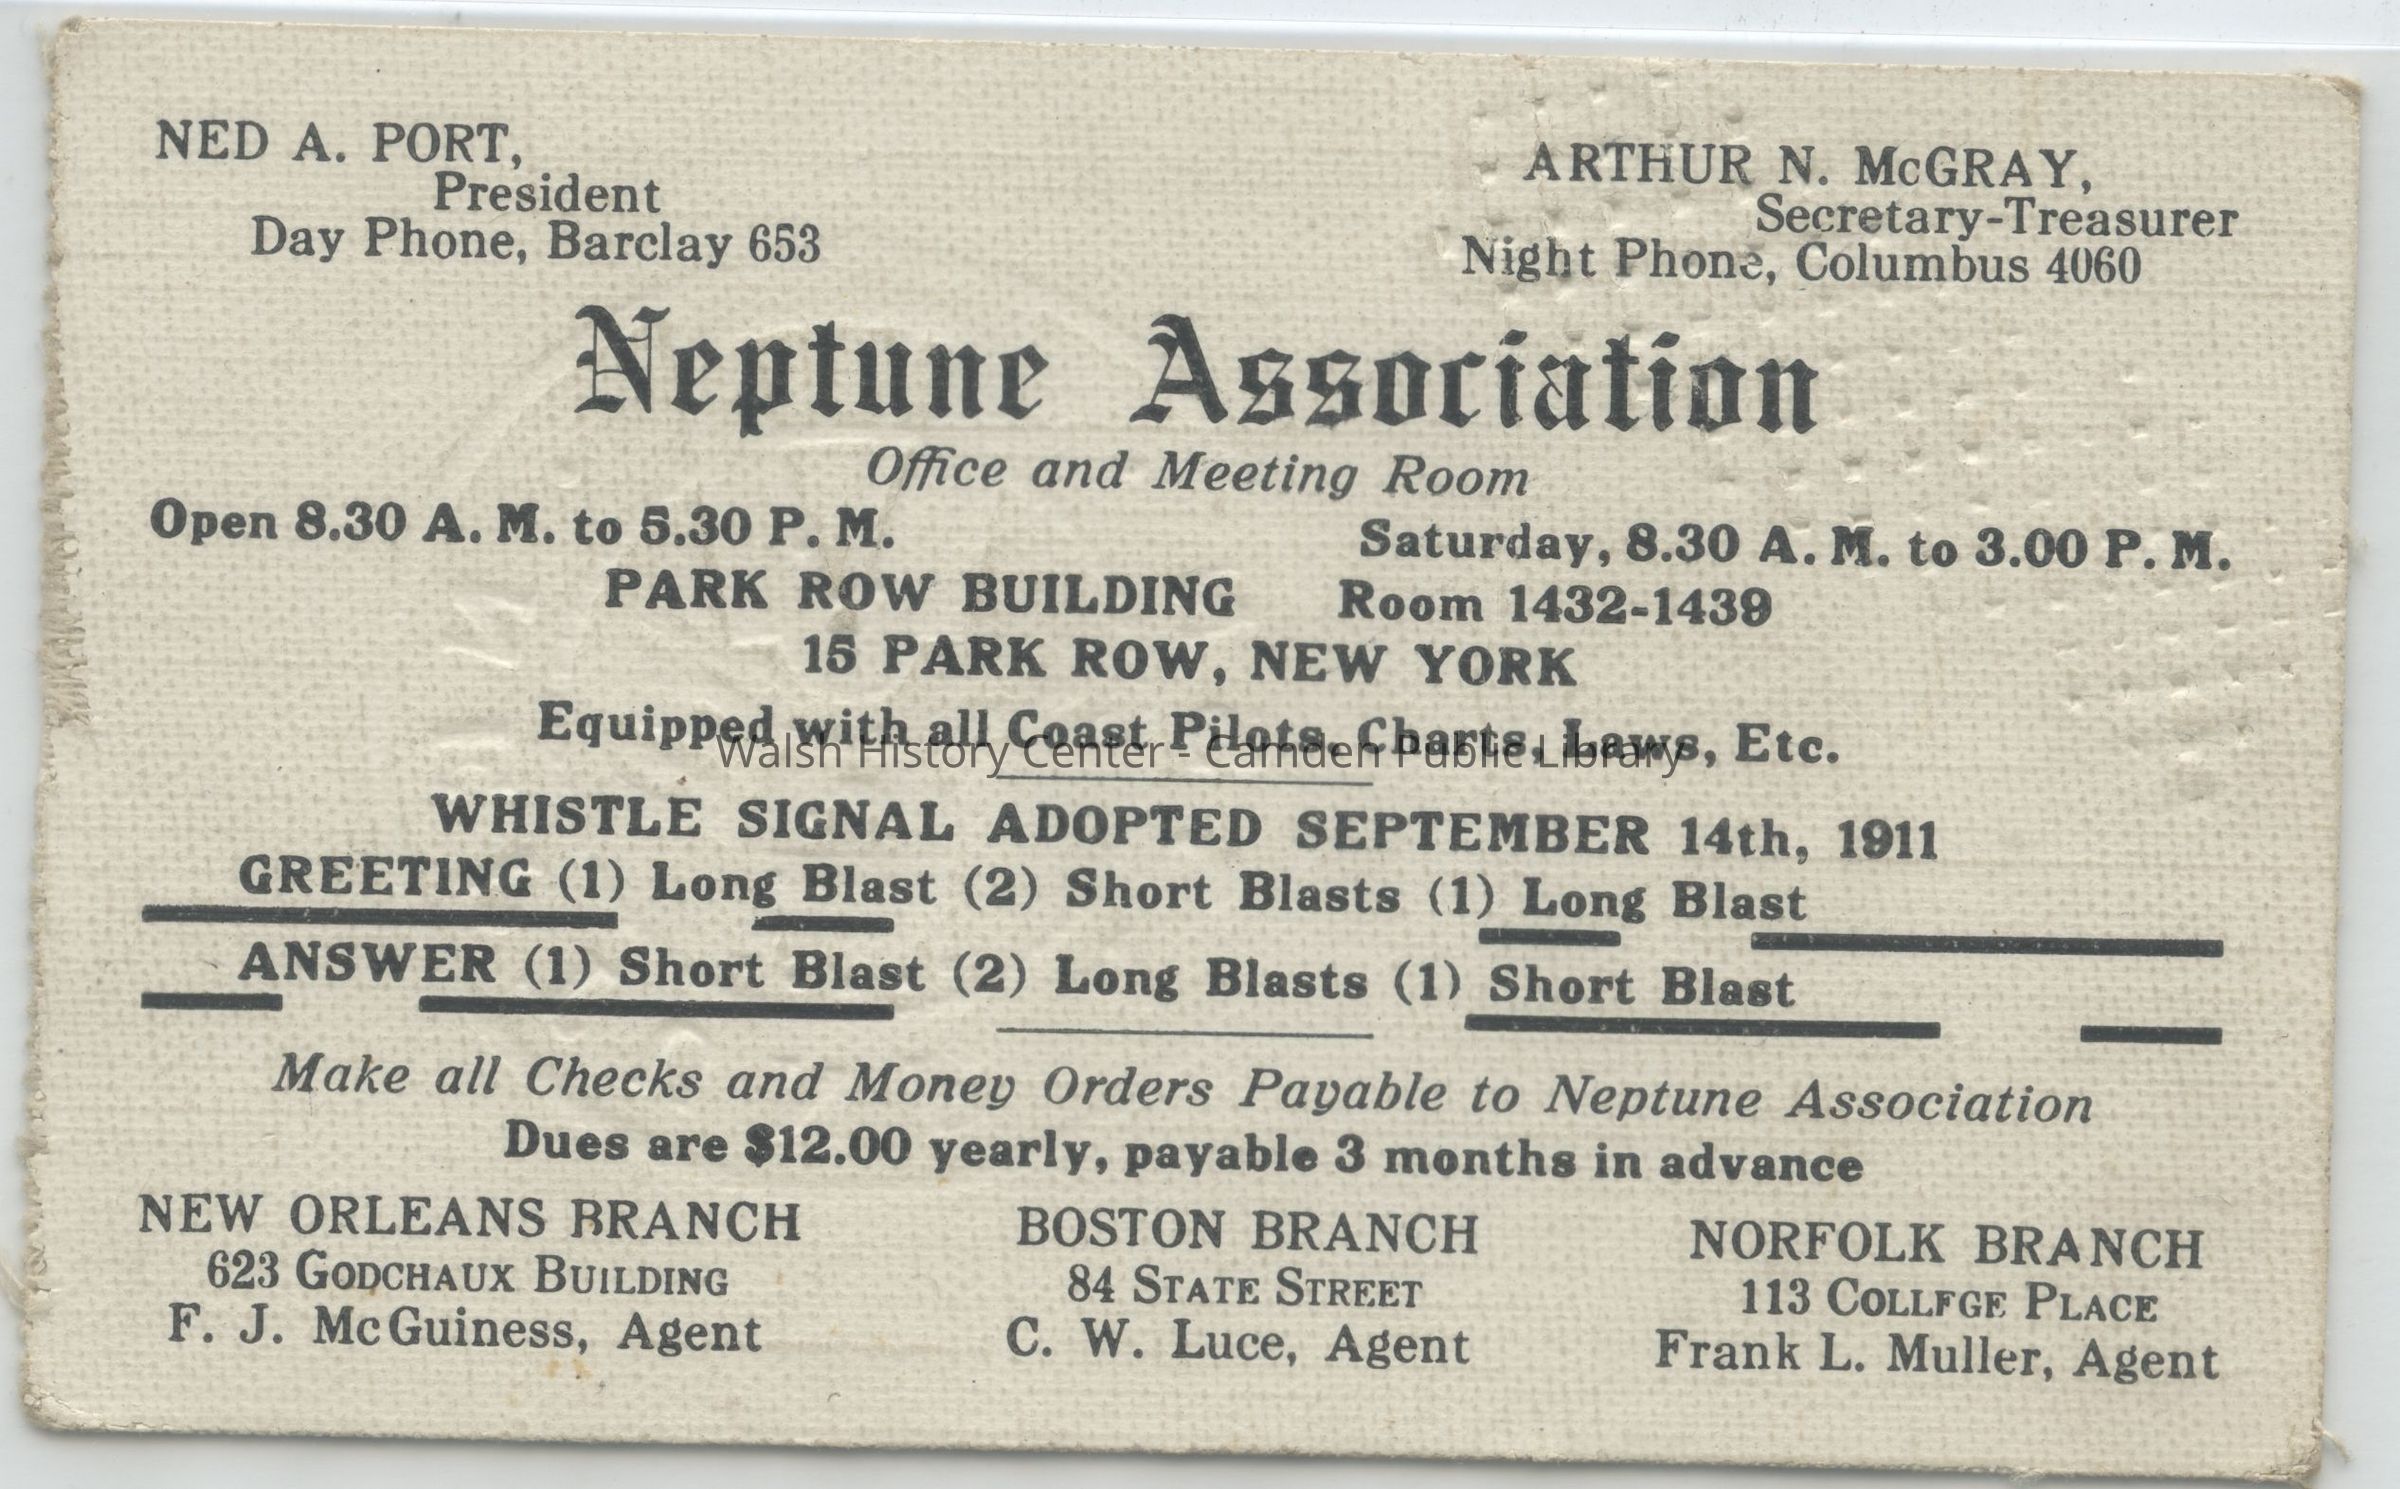 NED A. PORT,
President
Day Phone, Barclay 653
ARTHUR N. McGRAY,
Secretary-Treasurer
Night Phone, Columbus 4060
Neptune Association
Office and Meeting Room
Open 8.30 A. M. to 5.30 P. M.
Saturday, 8.30 A. M. to 3.00 P. M.
PARK ROW BUILDING Room 1432-1439
15 PARK ROW, NEW YORK
Equipped with all Coast Pilots, Charts, Laws, Etc.
Walsh History Center - Camden Public Library
WHISTLE SIGNAL ADOPTED SEPTEMBER 14th, 1911
GREETING (1) Long Blast (2) Short Blasts (1) Long Blast
ANSWER (1) Short Blast (2) Long Blasts (1) Short Blast
Make all Checks and Money Orders Payable to Neptune Association
Dues are $12.00 yearly, payable 3 months in advance
NEW ORLEANS BRANCH
623 GODCHAUX BUILDING
F. J. McGuiness, Agent
BOSTON BRANCH
84 STATE STREET
C. W. Luce, Agent
NORFOLK BRANCH
113 COLLFGE PLACE
Frank L. Muller, Agent